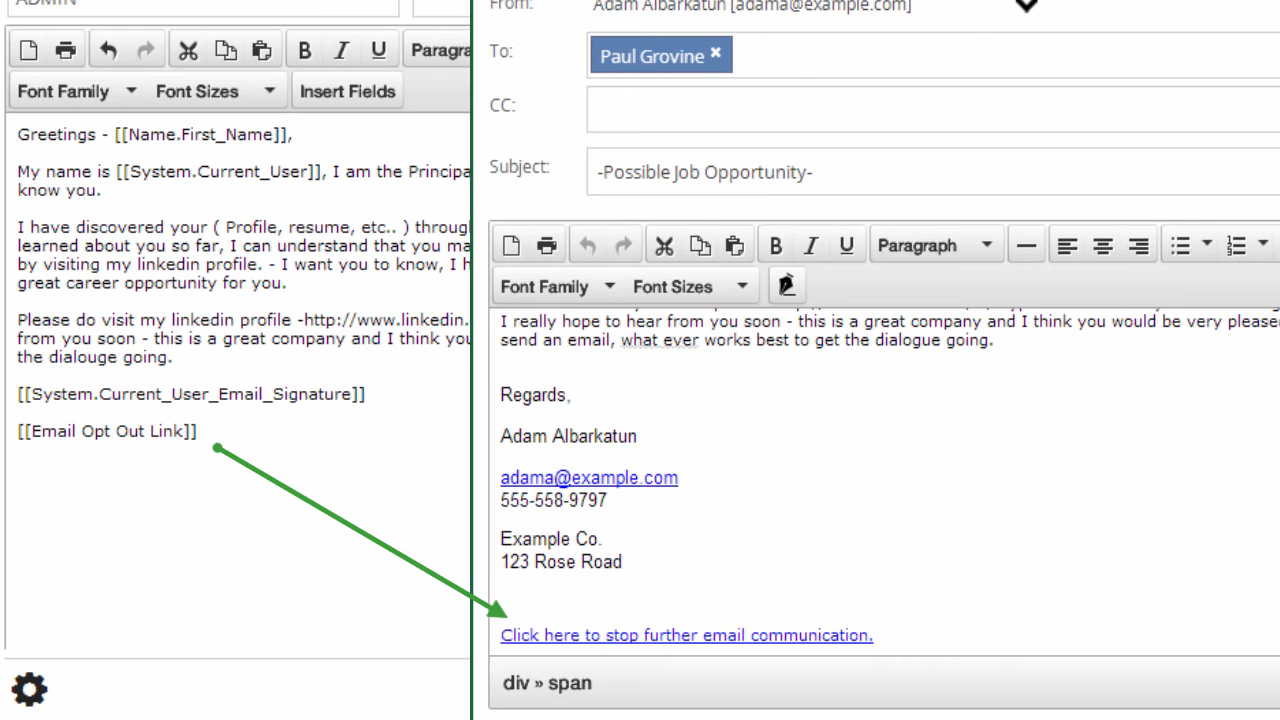 ADMIN
Paragra
Font Family Font Sizes Insert Fields
Greetings - [[Name.First_Name]],
My name is [[System.Current_User]], I am the Principa
know you.
I have discovered your ( Profile, resume, etc.. ) throug
learned about you so far, I can understand that you ma
by visiting my linkedin profile. - I want you to know, I h
great career opportunity for you.
Please do visit my linkedin profile -http://www.linkedin.
from you soon - this is a great company and I think you
the dialouge going.
[[System.Current_User_Email_Signature]]
[[Email Opt Out Link]]
From: Adam Albarkatun [adama@example.com]
To: Paul Grovine
CC:
Subject: -Possible Job Opportunity-
Paragraph
Font Family Font Sizes
I really hope to hear from you soon - this is a great company and I think you would be very please
send an email, what ever works best to get the dialogue going.
Regards,
Adam Albarkatun
adama@example.com
555-558-9797
Example Co.
123 Rose Road
Click here to stop further email communication.
div » span